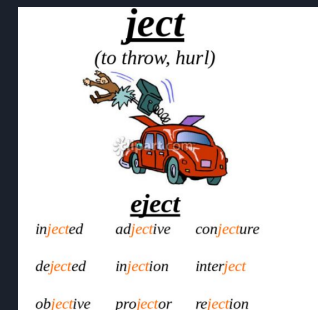 ject
(to throw, hurl)
eject
injected adjective conjecture
dejected injection interject
objective projector rejection